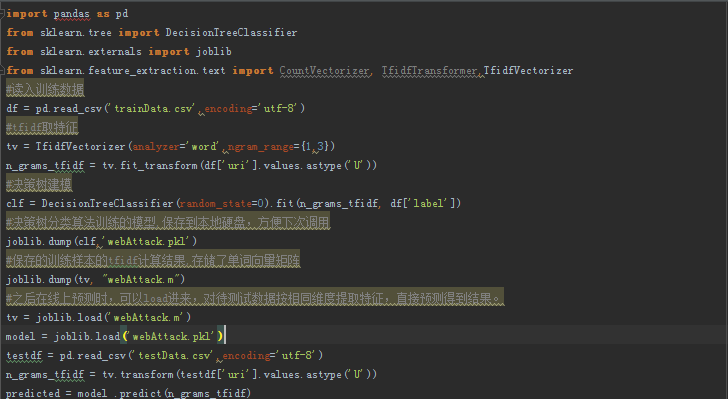 import pandas as pd
from sklearn.tree import DecisionTreeClassifier
from sklearn.externals import joblib
from sklearn.feature_extraction.text import CountVectorizer, TfidfTransformer,TfidfVectorizer
#读入训练数据
df = pd.read_csv('trainData.csv',encoding='utf-8')
#tfidf取特征
tv = TfidfVectorizer(analyzer='word',ngram_range={1,3})
n_grams_tfidf = tv.fit_transform(df['uri'].values.astype('U'))
#决策树建模
clf = DecisionTreeClassifier(random_state=0).fit(n_grams_tfidf, df['label'])
#决策树分类算法训练的模型,保存到本地硬盘，方便下次调用
joblib.dump(clf,'webAttack.pkl')
#保存的训练样本的tfidf计算结果,存储了单词向量矩阵
joblib.dump(tv, "webAttack.m")
#之后在线上预测时，可以load进来，对待测试数据按相同维度提取特征，直接预测得到结果。
tv = joblib.load('webAttack.m')
model = joblib.load('webAttack.pkl')
testdf = pd.read_csv('testData.csv',encoding='utf-8')
n_grams_tfidf = tv.transform(testdf['uri'].values.astype('U'))
predicted = model .predict(n_grams_tfidf)